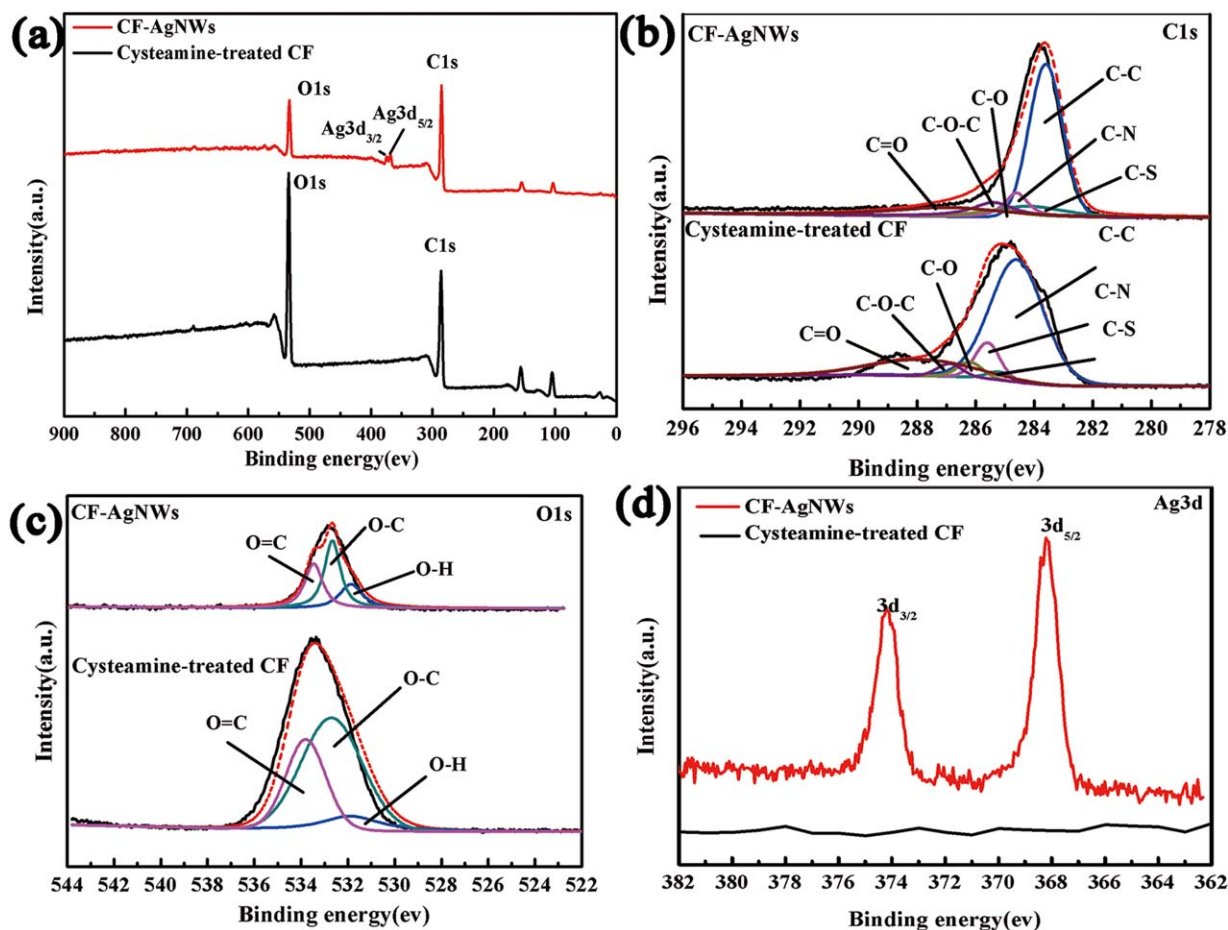 (a)
CF-AgNWs
Cysteamine-treated CF
C1s
O1s
Ag3d5/2
Ag3d3/2
O1s
C1s
Intensity(a.u.)
900 800 700 600 500 400 300 200 100 0
Binding energy(ev)
(b)
CF-AgNWs
C1s
C-C
C-O
C-O-C
C-N
C=O
C-S
Cysteamine-treated CF
C-C
C-O
C-N
C-O-C
C-S
C=O
Intensity(a.u.)
296 294 292 290 288 286 284 282 280 278
Binding energy(ev)
(c)
CF-AgNWs
O1s
O-C
O=C
O-H
Cysteamine-treated CF
O-C
O=C
O-H
Intensity(a.u.)
544 542 540 538 536 534 532 530 528 526 524 522
Binding energy(ev)
(d)
CF-AgNWs
Cysteamine-treated CF
Ag3d
3d5/2
3d3/2
Intensity(a.u.)
382 380 378 376 374 372 370 368 366 364 362
Binding energy(ev)